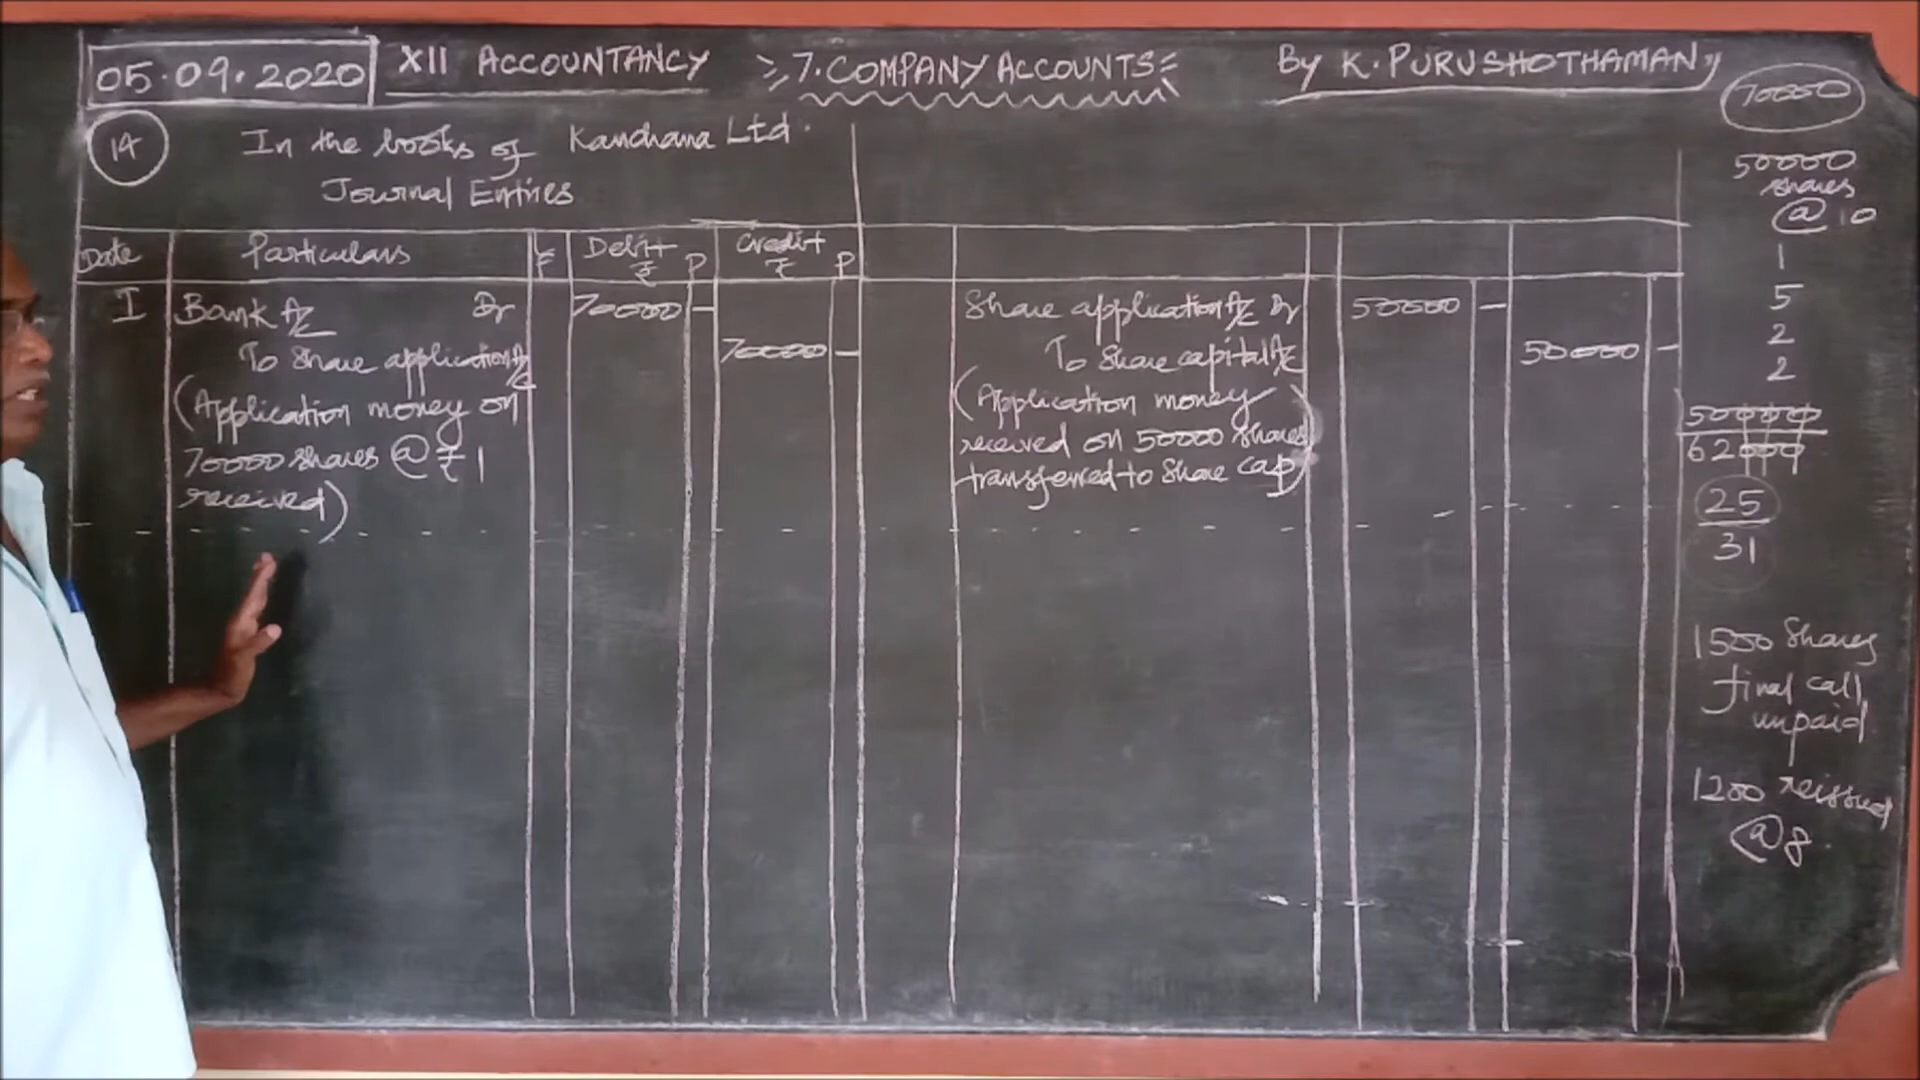 05.09.2020
XII ACCOUNTANCY
7. COMPANY ACCOUNTS
By K. PURUSHOTHAMAN
14
In the books of Kanchana Ltd.
Journal Entries
Date Particulars F Debit ₹ P Credit ₹ P
I Bank A/c Dr 70000 –
To Share application A/c 70000 –
(Application money on
70000 shares @ ₹ 1
received)
Share application A/c Dr 50000 –
To Share capital A/c 50000 –
(Application money
received on 50000 shares
transferred to share cap)
70000
50000
shares
@ 10
1
5
2
2
50000
62000
25
31
1500 Shares
final call
unpaid
1200 reissued
@ 8